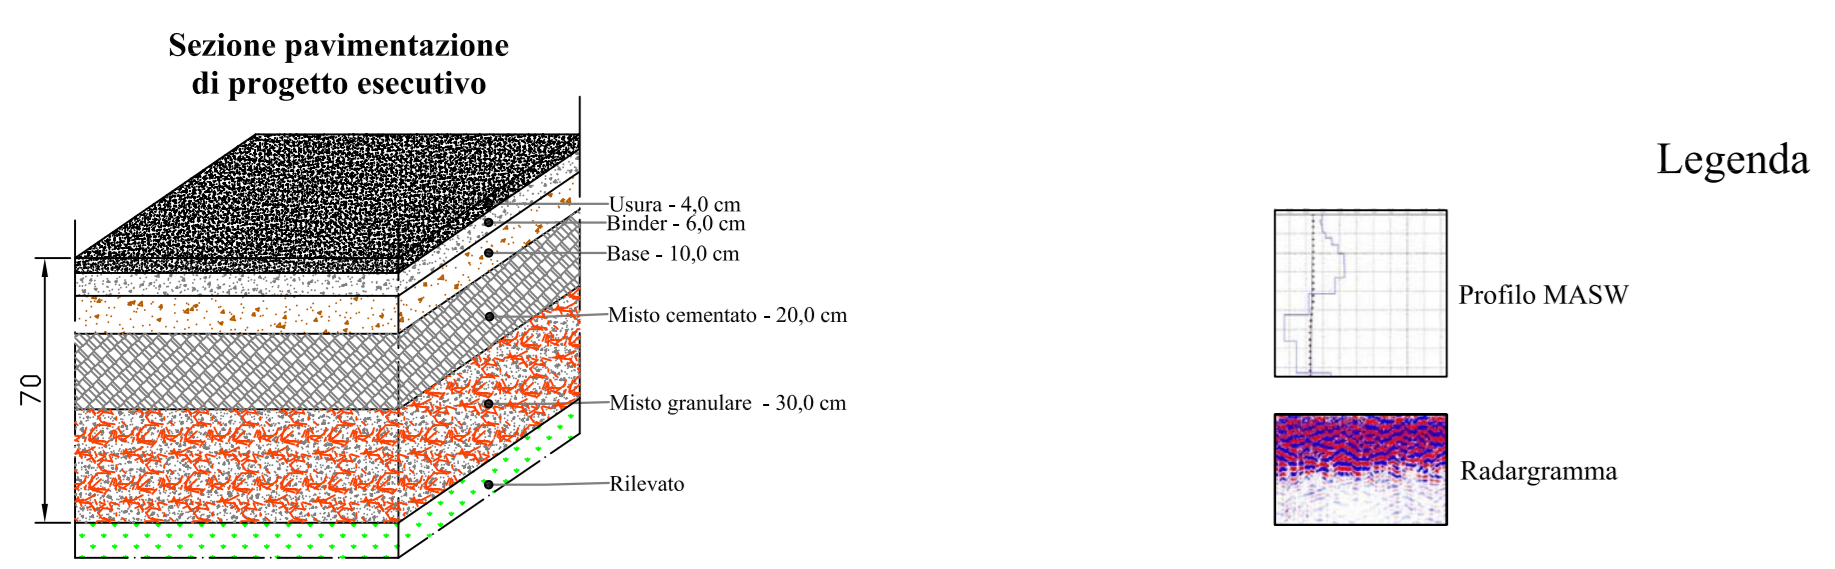 Sezione pavimentazione
di progetto esecutivo
Usura - 4,0 cm
Binder - 6,0 cm
Base - 10,0 cm
Misto cementato - 20,0 cm
Misto granulare - 30,0 cm
Rilevato
70
Legenda
Profilo MASW
Radargramma